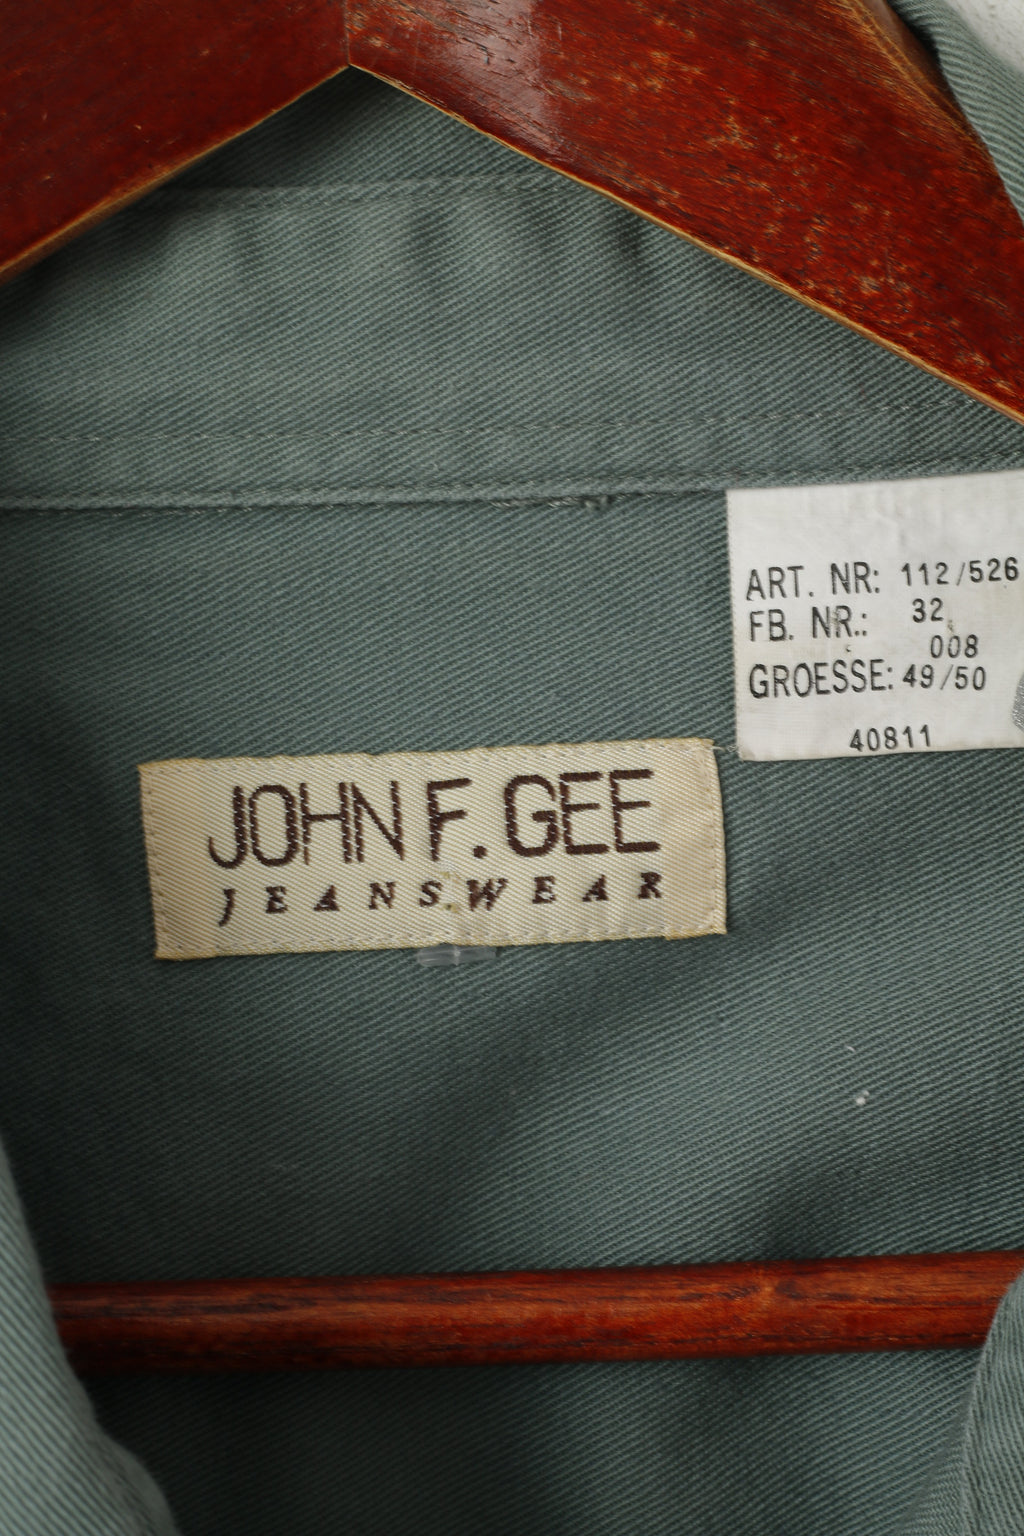 ART. NR: 112/526
FB. NR.: 32
008
GROESSE: 49/50
40811
JOHN F. GEE
JEANSWEAR